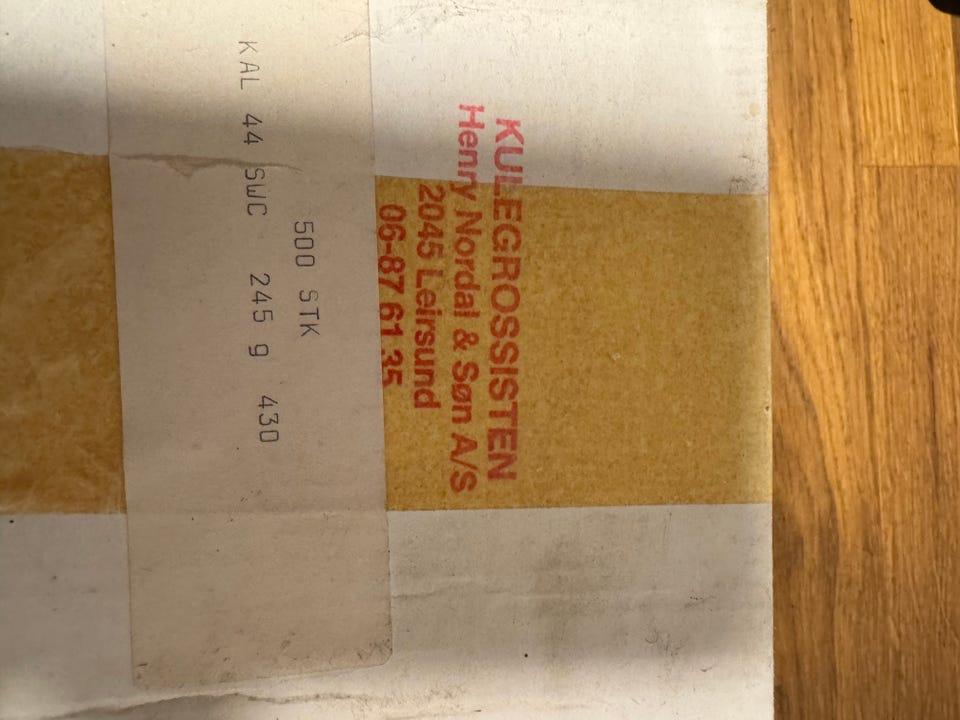 KULEGROSSISTEN
Henry Nordal & Søn A/S
2045 Leirsund
06-87 61 35
500 STK
KAL 44 SWC 245 g 430